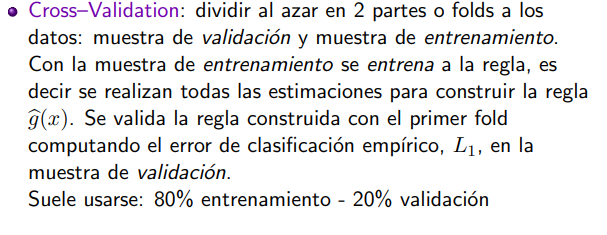 Cross–Validation: dividir al azar en 2 partes o folds a los
datos: muestra de validación y muestra de entrenamiento.
Con la muestra de entrenamiento se entrena a la regla, es
decir se realizan todas las estimaciones para construir la regla
ĝ(x). Se valida la regla construida con el primer fold
computando el error de clasificación empírico, L₁, en la
muestra de validación.
Suele usarse: 80% entrenamiento - 20% validación